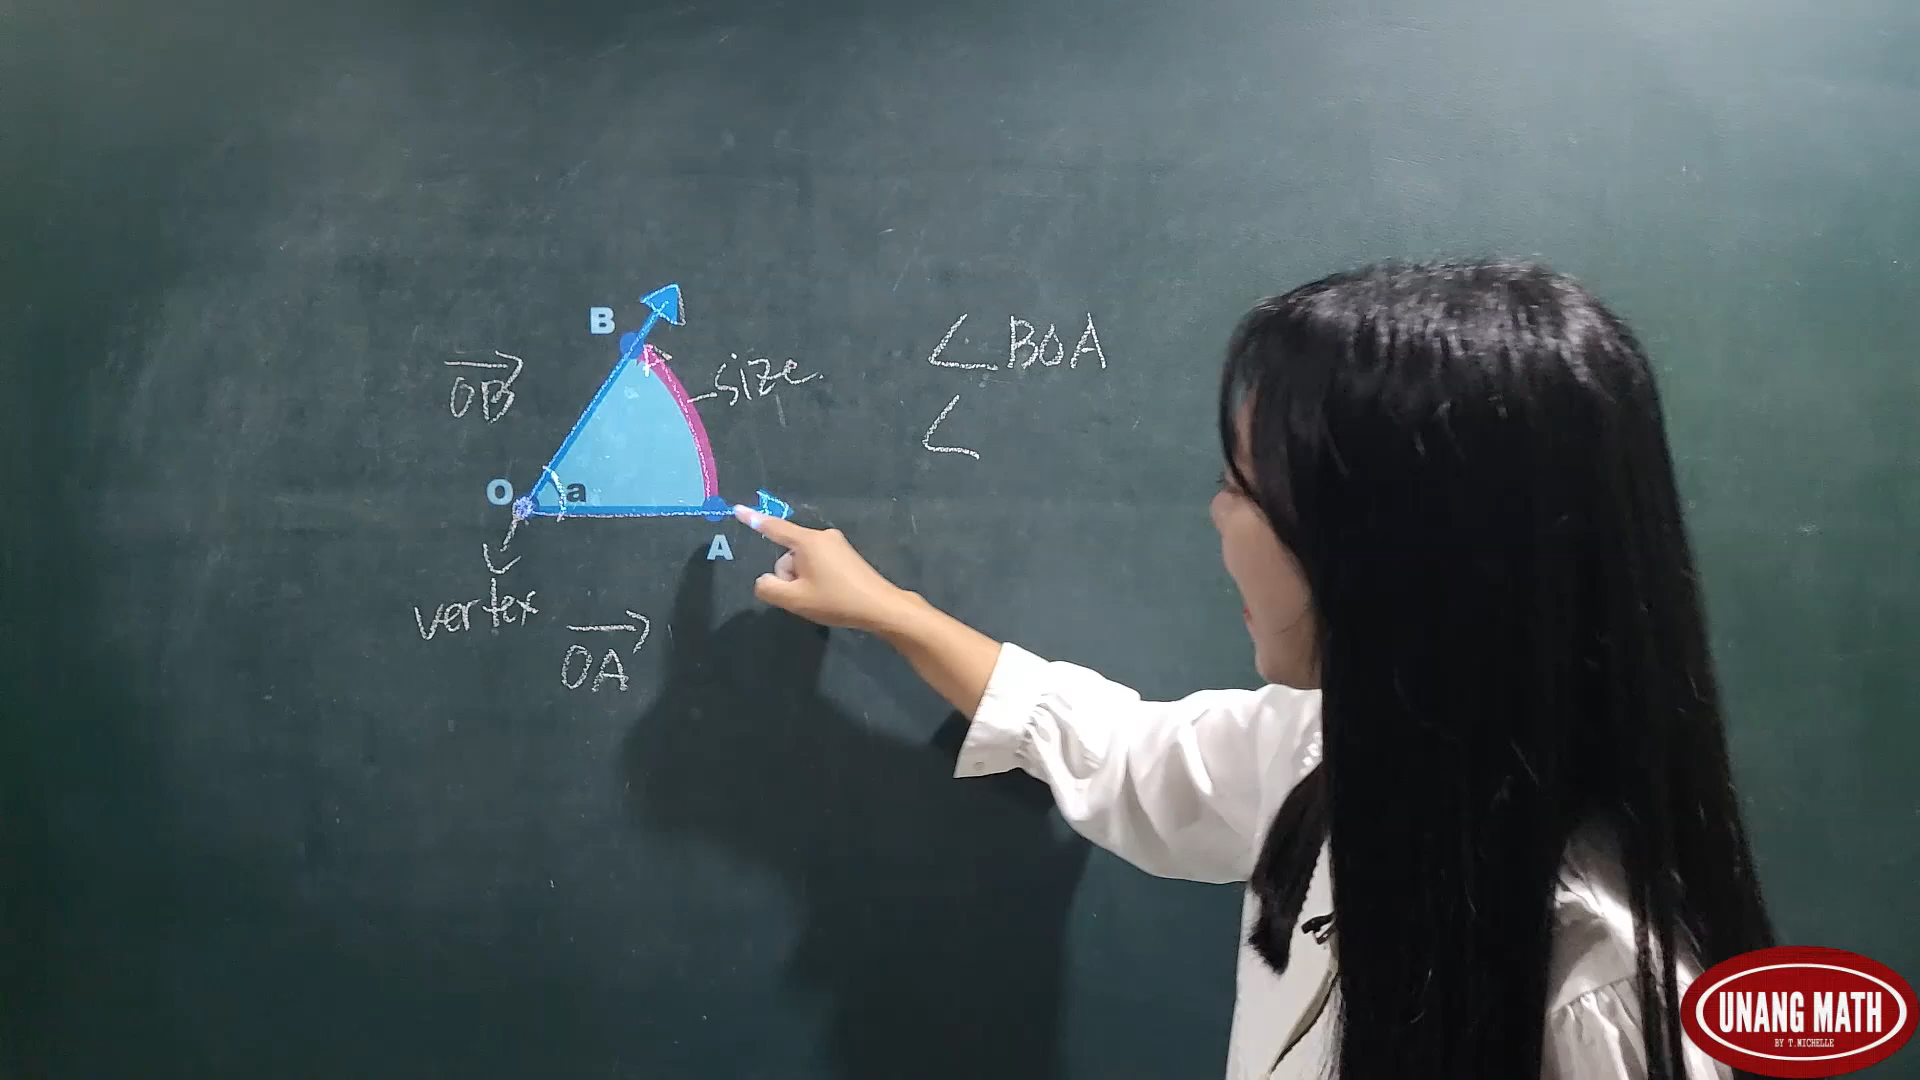 B
∠BOA
OB
size
∠
O
a
A
vertex
OA
UNANG MATH
BY T. MICHELLE